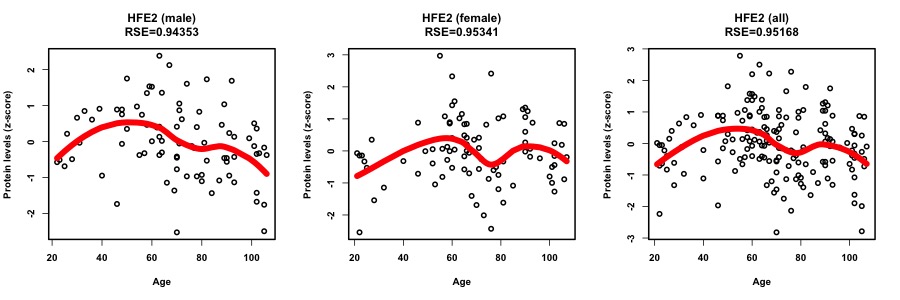 HFE2 (male)
RSE=0.94353
Protein levels (z-score)
2
1
0
-1
-2
20 40 60 80 100
Age
HFE2 (female)
RSE=0.95341
Protein levels (z-score)
3
2
1
0
-1
-2
20 40 60 80 100
Age
HFE2 (all)
RSE=0.95168
Protein levels (z-score)
3
2
1
0
-1
-2
-3
20 40 60 80 100
Age